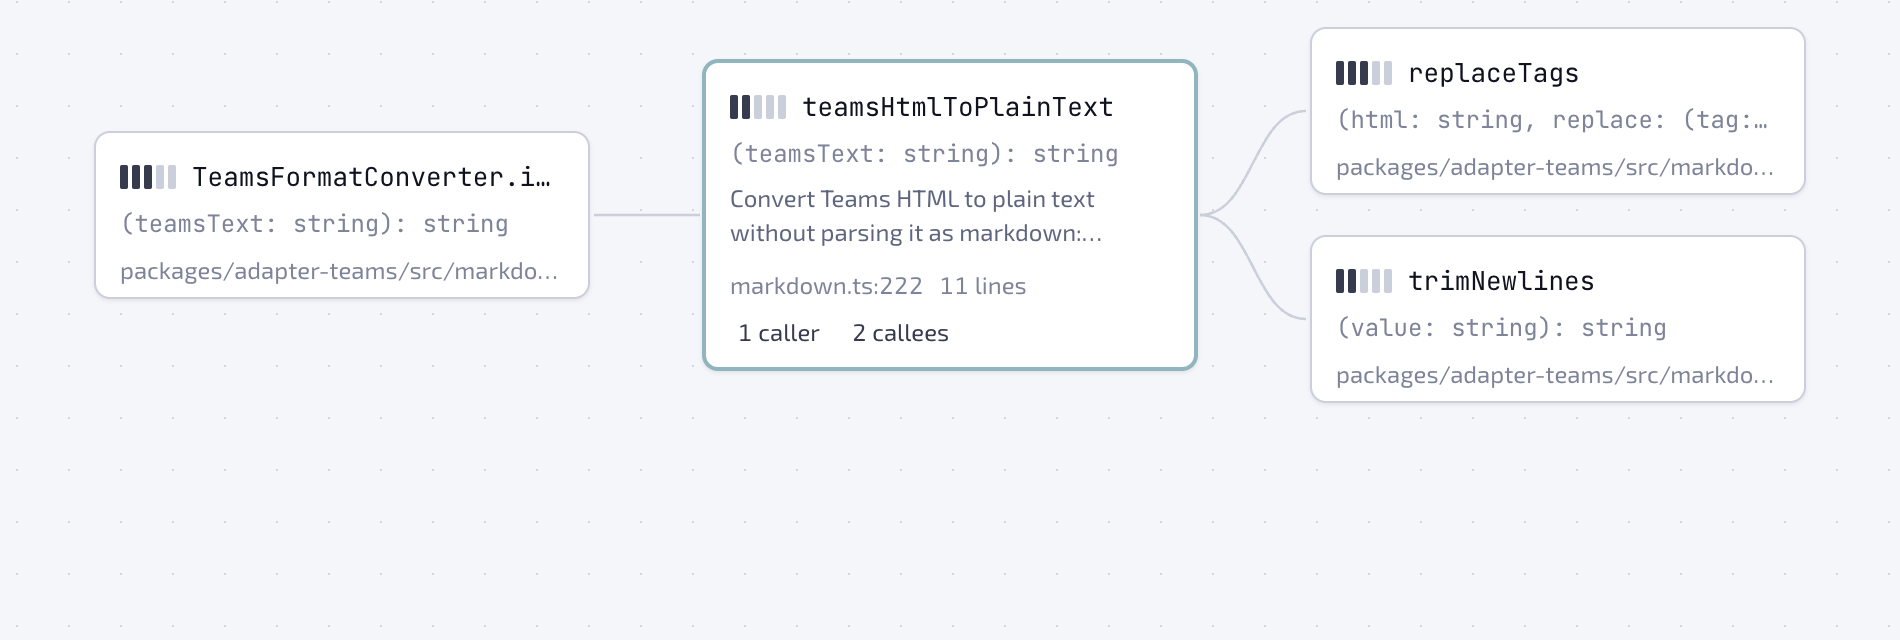 TeamsFormatConverter.i…
(teamsText: string): string
packages/adapter-teams/src/markdo…
teamsHtmlToPlainText
(teamsText: string): string
Convert Teams HTML to plain text
without parsing it as markdown:…
markdown.ts:222 11 lines
1 caller 2 callees
replaceTags
(html: string, replace: (tag:…
packages/adapter-teams/src/markdo…
trimNewlines
(value: string): string
packages/adapter-teams/src/markdo…